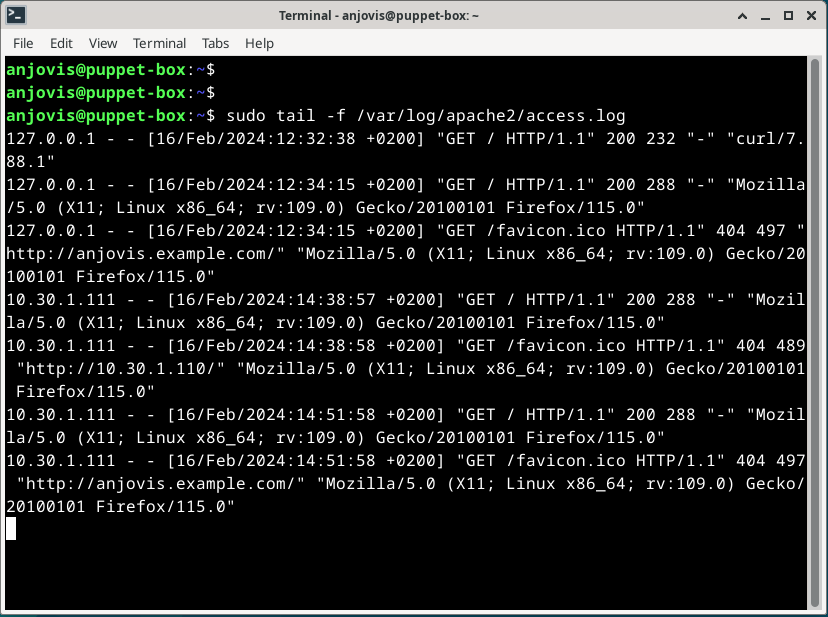 Terminal - anjovis@puppet-box: ~
File Edit View Terminal Tabs Help
anjovis@puppet-box:~$
anjovis@puppet-box:~$
anjovis@puppet-box:~$ sudo tail -f /var/log/apache2/access.log
127.0.0.1 - - [16/Feb/2024:12:32:38 +0200] "GET / HTTP/1.1" 200 232 "-" "curl/7.
88.1"
127.0.0.1 - - [16/Feb/2024:12:34:15 +0200] "GET / HTTP/1.1" 200 288 "-" "Mozilla
/5.0 (X11; Linux x86_64; rv:109.0) Gecko/20100101 Firefox/115.0"
127.0.0.1 - - [16/Feb/2024:12:34:15 +0200] "GET /favicon.ico HTTP/1.1" 404 497 "
http://anjovis.example.com/" "Mozilla/5.0 (X11; Linux x86_64; rv:109.0) Gecko/20
100101 Firefox/115.0"
10.30.1.111 - - [16/Feb/2024:14:38:57 +0200] "GET / HTTP/1.1" 200 288 "-" "Mozil
la/5.0 (X11; Linux x86_64; rv:109.0) Gecko/20100101 Firefox/115.0"
10.30.1.111 - - [16/Feb/2024:14:38:58 +0200] "GET /favicon.ico HTTP/1.1" 404 489
 "http://10.30.1.110/" "Mozilla/5.0 (X11; Linux x86_64; rv:109.0) Gecko/20100101
 Firefox/115.0"
10.30.1.111 - - [16/Feb/2024:14:51:58 +0200] "GET / HTTP/1.1" 200 288 "-" "Mozil
la/5.0 (X11; Linux x86_64; rv:109.0) Gecko/20100101 Firefox/115.0"
10.30.1.111 - - [16/Feb/2024:14:51:58 +0200] "GET /favicon.ico HTTP/1.1" 404 497
 "http://anjovis.example.com/" "Mozilla/5.0 (X11; Linux x86_64; rv:109.0) Gecko/
20100101 Firefox/115.0"